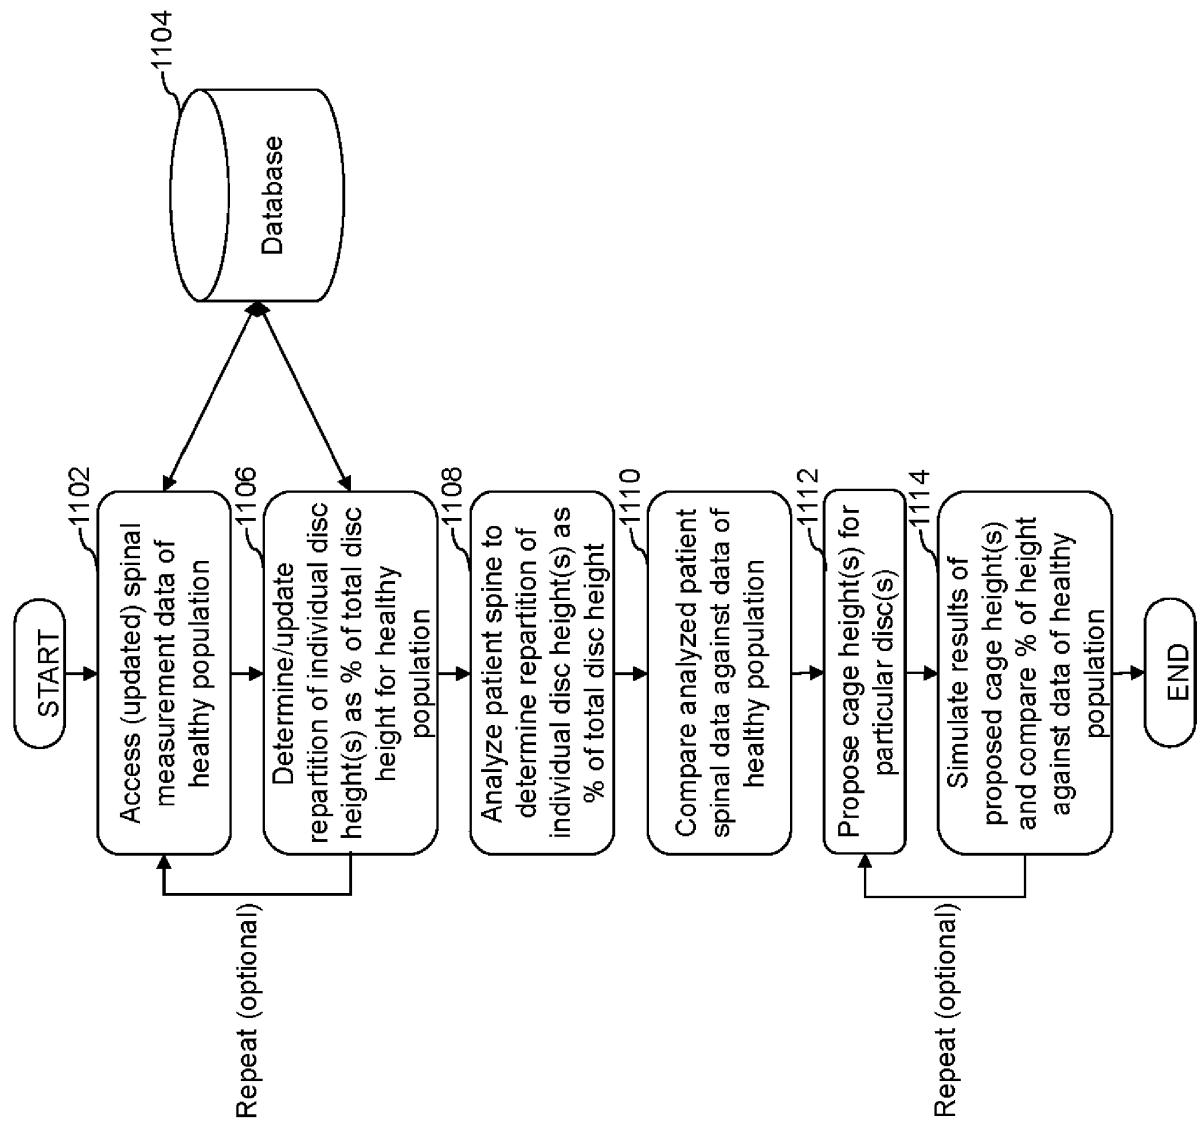 START
1102
Access (updated) spinal
measurement data of
healthy population
1104
Database
1106
Determine/update
repartition of individual disc
height(s) as % of total disc
height for healthy
population
Repeat (optional)
1108
Analyze patient spine to
determine repartition of
individual disc height(s) as
% of total disc height
1110
Compare analyzed patient
spinal data against data of
healthy population
1112
Propose cage height(s) for
particular disc(s)
1114
Simulate results of
proposed cage height(s)
and compare % of height
against data of healthy
population
Repeat (optional)
END